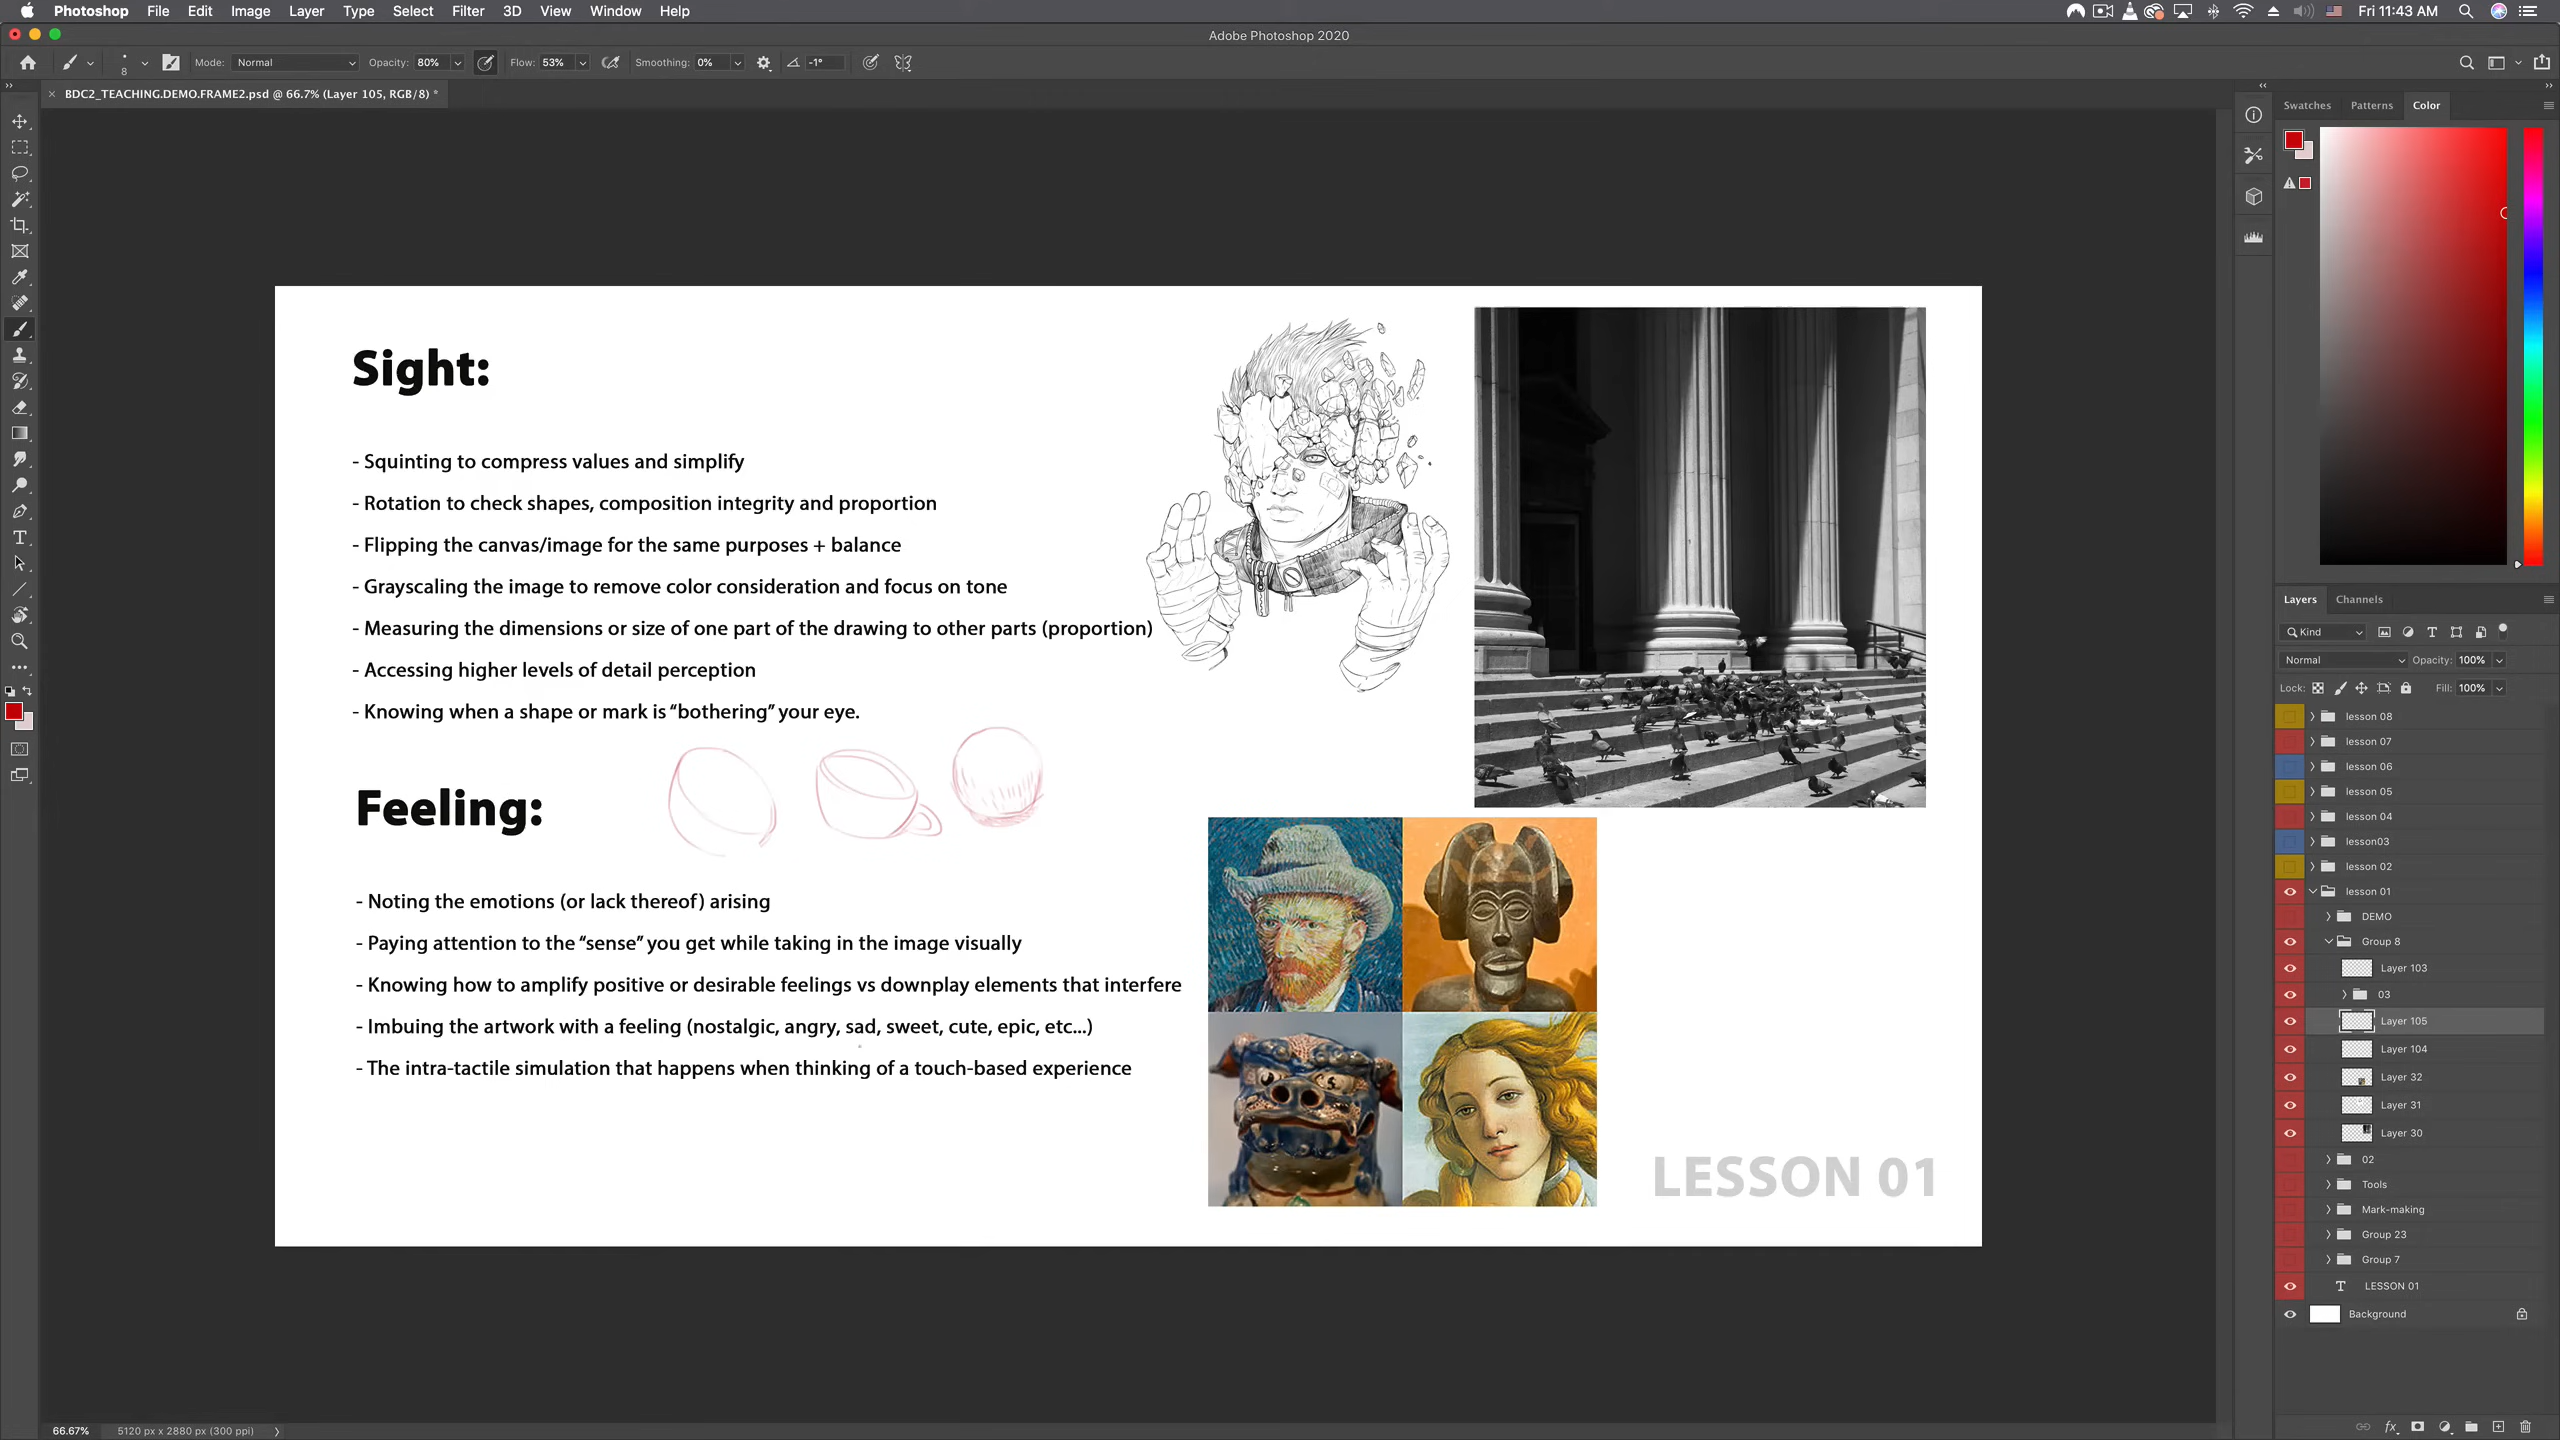 Photoshop File Edit Image Layer Type Select Filter 3D View Window Help
Fri 11:43 AM
Adobe Photoshop 2020
8 Mode: Normal Opacity: 80% Flow: 53% Smoothing: 0% -1°
BDC2_TEACHING.DEMO.FRAME2.psd @ 66.7% (Layer 105, RGB/8) *
Swatches Patterns Color
Sight:
- Squinting to compress values and simplify
- Rotation to check shapes, composition integrity and proportion
- Flipping the canvas/image for the same purposes + balance
- Grayscaling the image to remove color consideration and focus on tone
- Measuring the dimensions or size of one part of the drawing to other parts (proportion)
- Accessing higher levels of detail perception
- Knowing when a shape or mark is “bothering” your eye.
Feeling:
- Noting the emotions (or lack thereof) arising
- Paying attention to the “sense” you get while taking in the image visually
- Knowing how to amplify positive or desirable feelings vs downplay elements that interfere
- Imbuing the artwork with a feeling (nostalgic, angry, sad, sweet, cute, epic, etc...)
- The intra-tactile simulation that happens when thinking of a touch-based experience
LESSON 01
Layers Channels
Kind
Normal Opacity: 100%
Lock: Fill: 100%
lesson 08
lesson 07
lesson 06
lesson 05
lesson 04
lesson03
lesson 02
lesson 01
DEMO
Group 8
Layer 103
03
Layer 105
Layer 104
Layer 32
Layer 31
Layer 30
02
Tools
Mark-making
Group 23
Group 7
T LESSON 01
Background
fx
66.67% 5120 px x 2880 px (300 ppi)